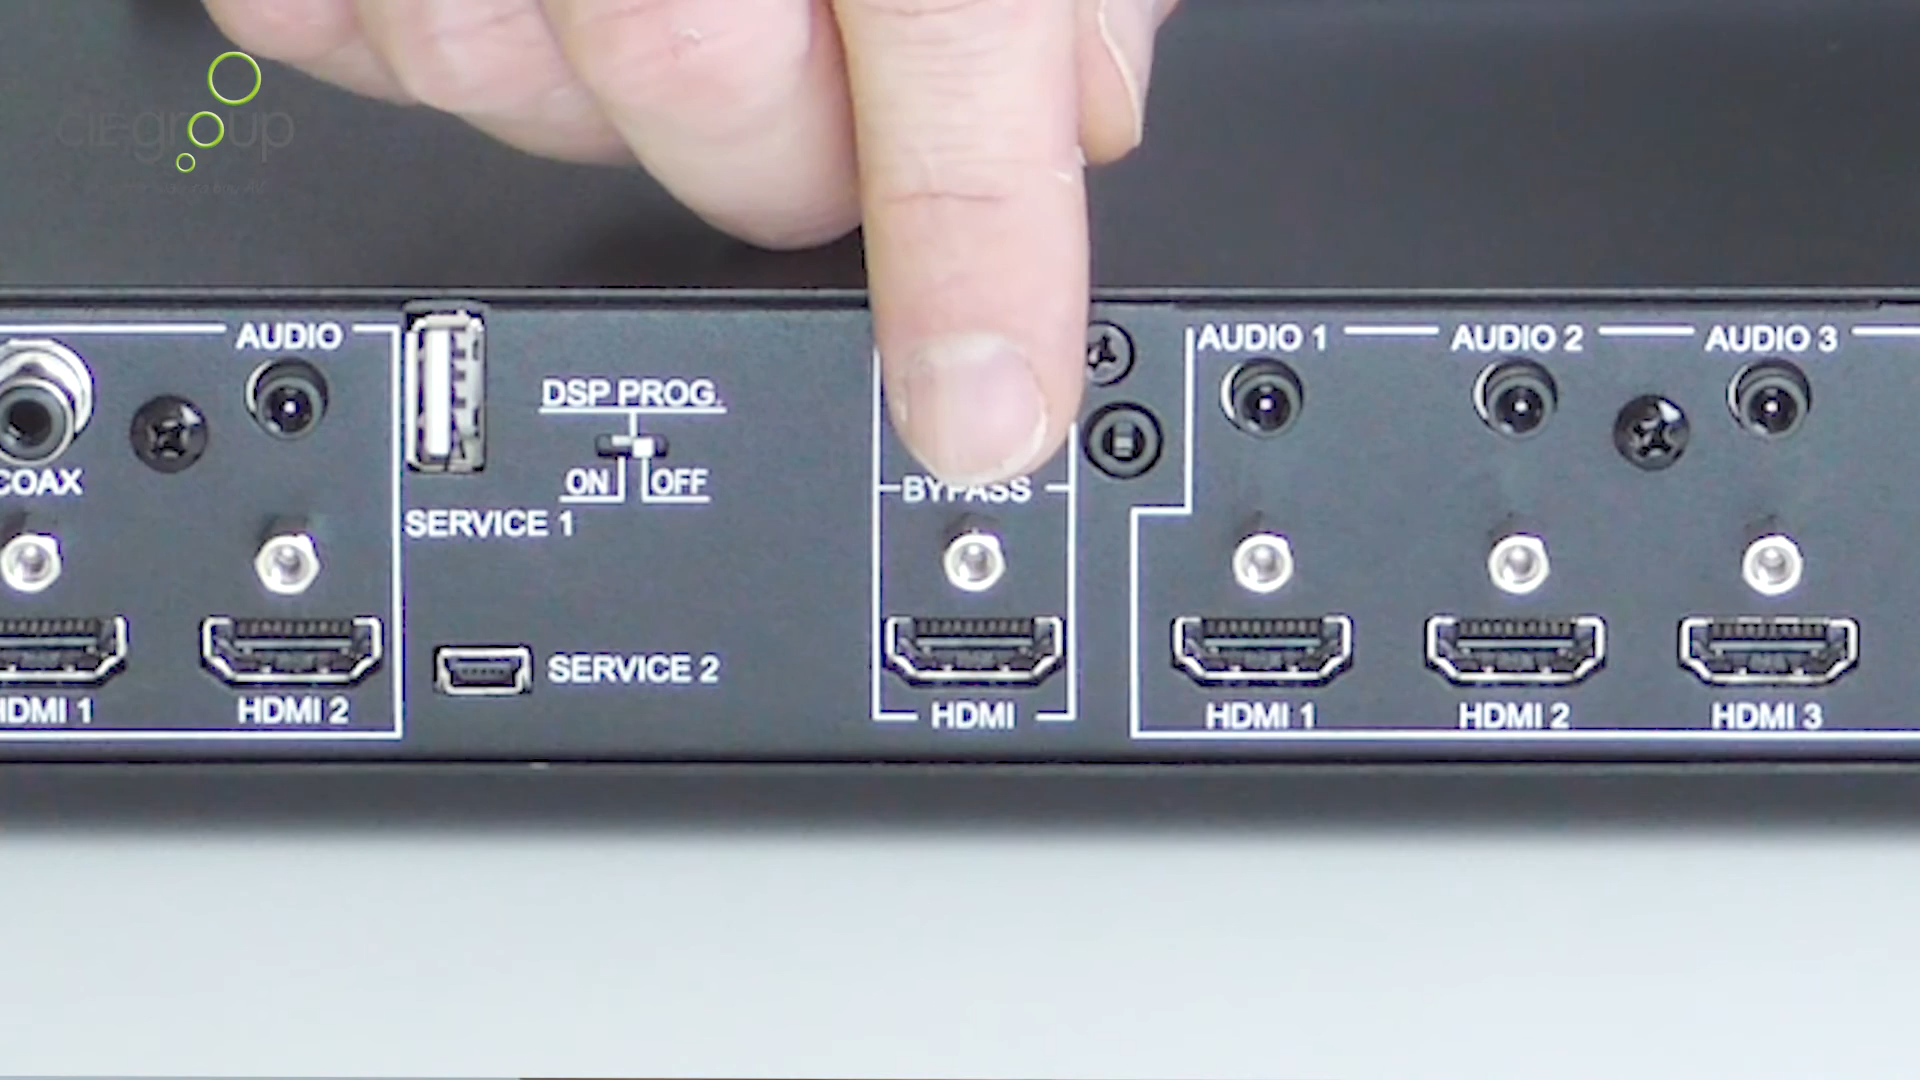 CIE-group
AUDIO
COAX
HDMI 1
HDMI 2
SERVICE 1
DSP PROG.
ON
OFF
SERVICE 2
BYPASS
HDMI
AUDIO 1
AUDIO 2
AUDIO 3
HDMI 1
HDMI 2
HDMI 3